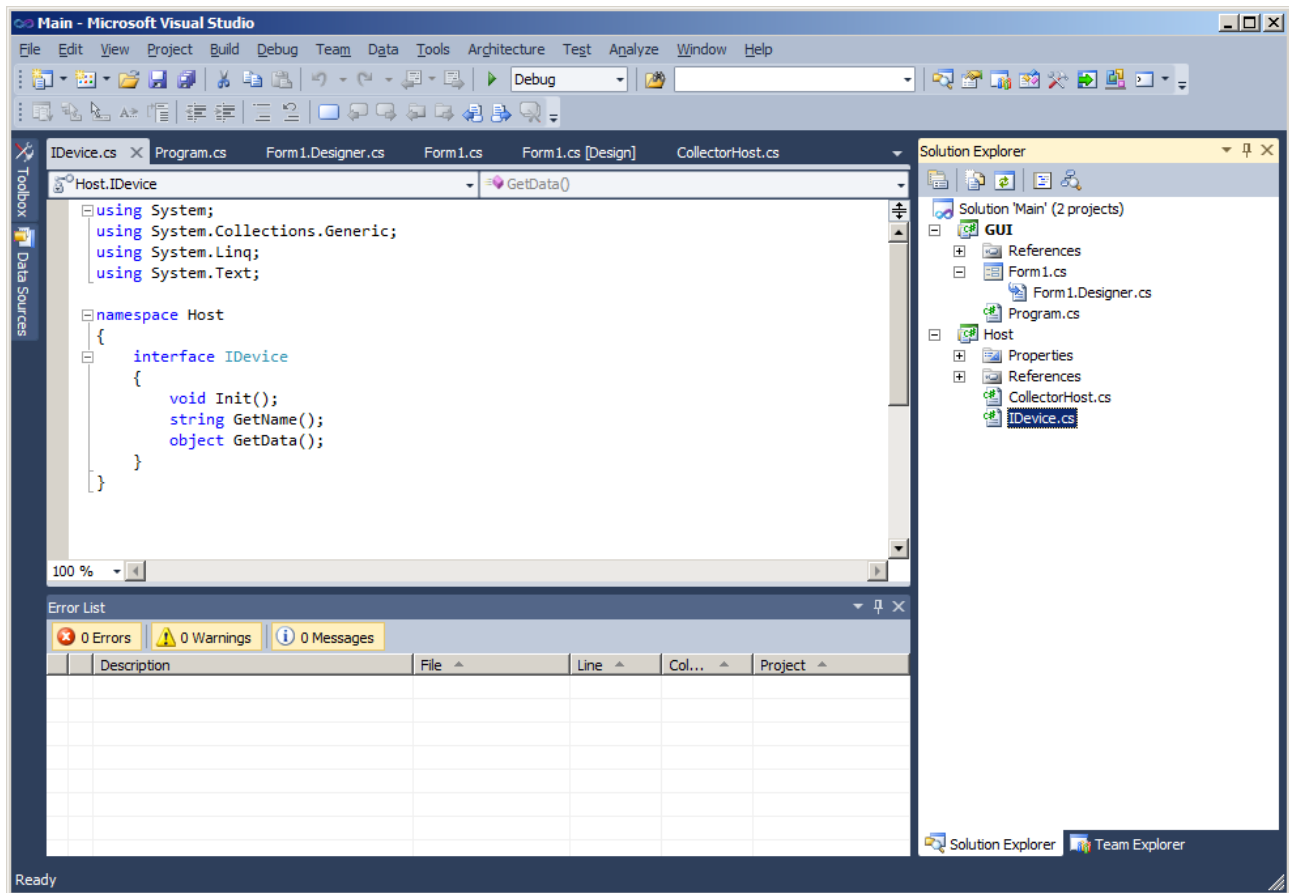 Main - Microsoft Visual Studio
File Edit View Project Build Debug Team Data Tools Architecture Test Analyze Window Help
Debug
IDevice.cs Program.cs Form1.Designer.cs Form1.cs Form1.cs [Design] CollectorHost.cs
Toolbox
Data Sources
Host.IDevice GetData()
using System;
using System.Collections.Generic;
using System.Linq;
using System.Text;
namespace Host
{
interface IDevice
{
void Init();
string GetName();
object GetData();
}
}
100 %
Error List
0 Errors 0 Warnings 0 Messages
Description File Line Col... Project
Solution Explorer
Solution 'Main' (2 projects)
GUI
References
Form1.cs
Form1.Designer.cs
Program.cs
Host
Properties
References
CollectorHost.cs
IDevice.cs
Solution Explorer Team Explorer
Ready